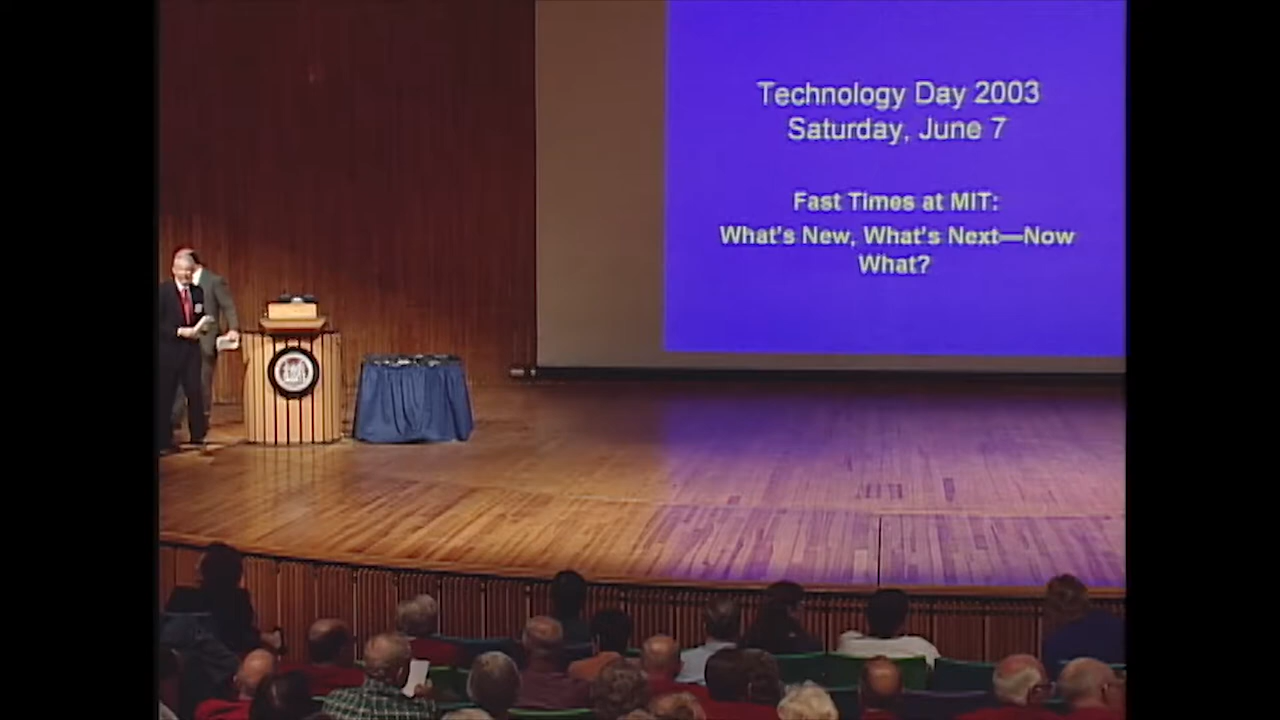 Technology Day 2003
Saturday, June 7
Fast Times at MIT:
What's New, What's Next—Now
What?